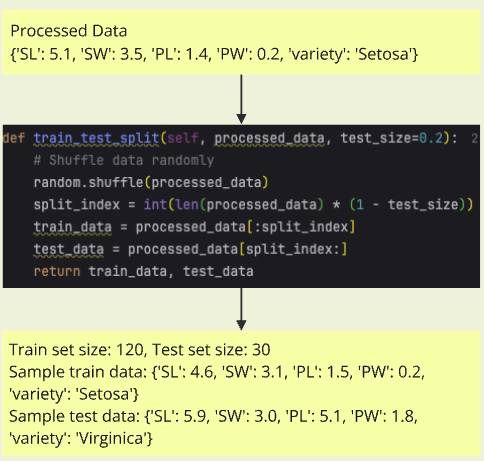 Processed Data
{'SL': 5.1, 'SW': 3.5, 'PL': 1.4, 'PW': 0.2, 'variety': 'Setosa'}
def train_test_split(self, processed_data, test_size=0.2): 2
# Shuffle data randomly
random.shuffle(processed_data)
split_index = int(len(processed_data) * (1 - test_size))
train_data = processed_data[:split_index]
test_data = processed_data[split_index:]
return train_data, test_data
Train set size: 120, Test set size: 30
Sample train data: {'SL': 4.6, 'SW': 3.1, 'PL': 1.5, 'PW': 0.2,
'variety': 'Setosa'}
Sample test data: {'SL': 5.9, 'SW': 3.0, 'PL': 5.1, 'PW': 1.8,
'variety': 'Virginica'}